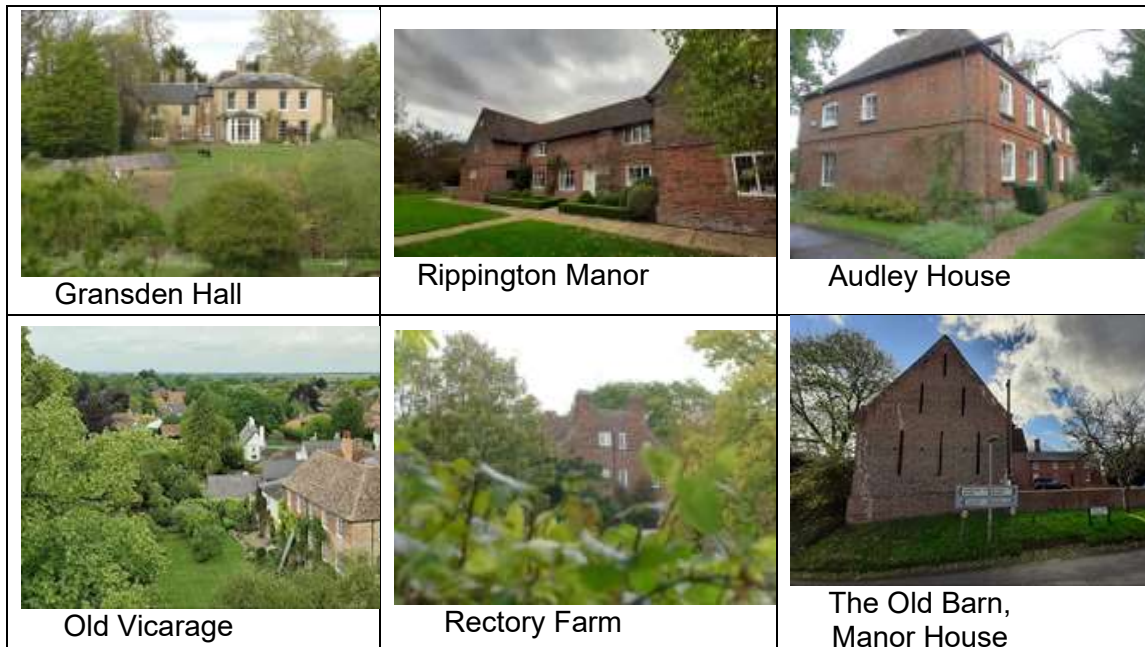 Gransden Hall
Rippington Manor
Audley House
Old Vicarage
Rectory Farm
The Old Barn,
Manor House